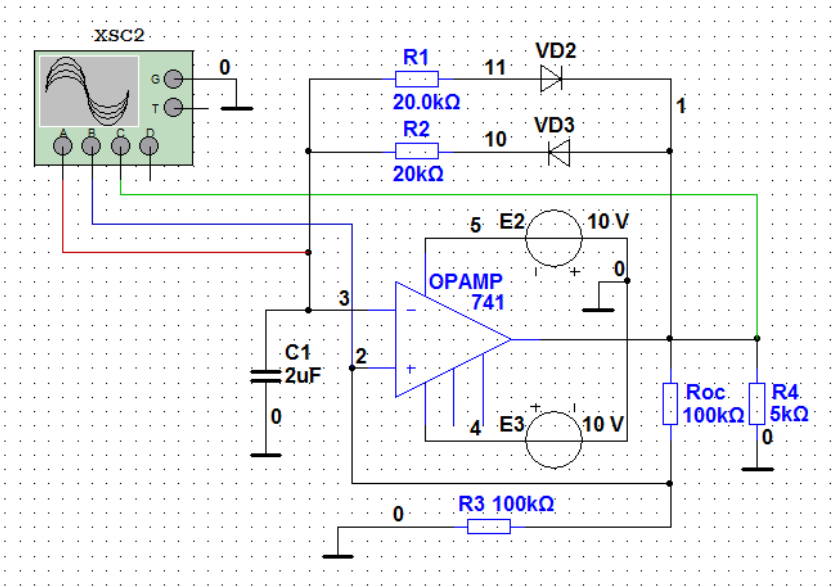 XSC2
G
T
A B C D
0
R1
20.0kΩ
11
VD2
1
R2
20kΩ
10
VD3
5
E2
10 V
- +
0
OPAMP
741
3
-
2
+
C1
2uF
0
4
E3
+ -
10 V
Roc
100kΩ
R4
5kΩ
0
R3 100kΩ
0